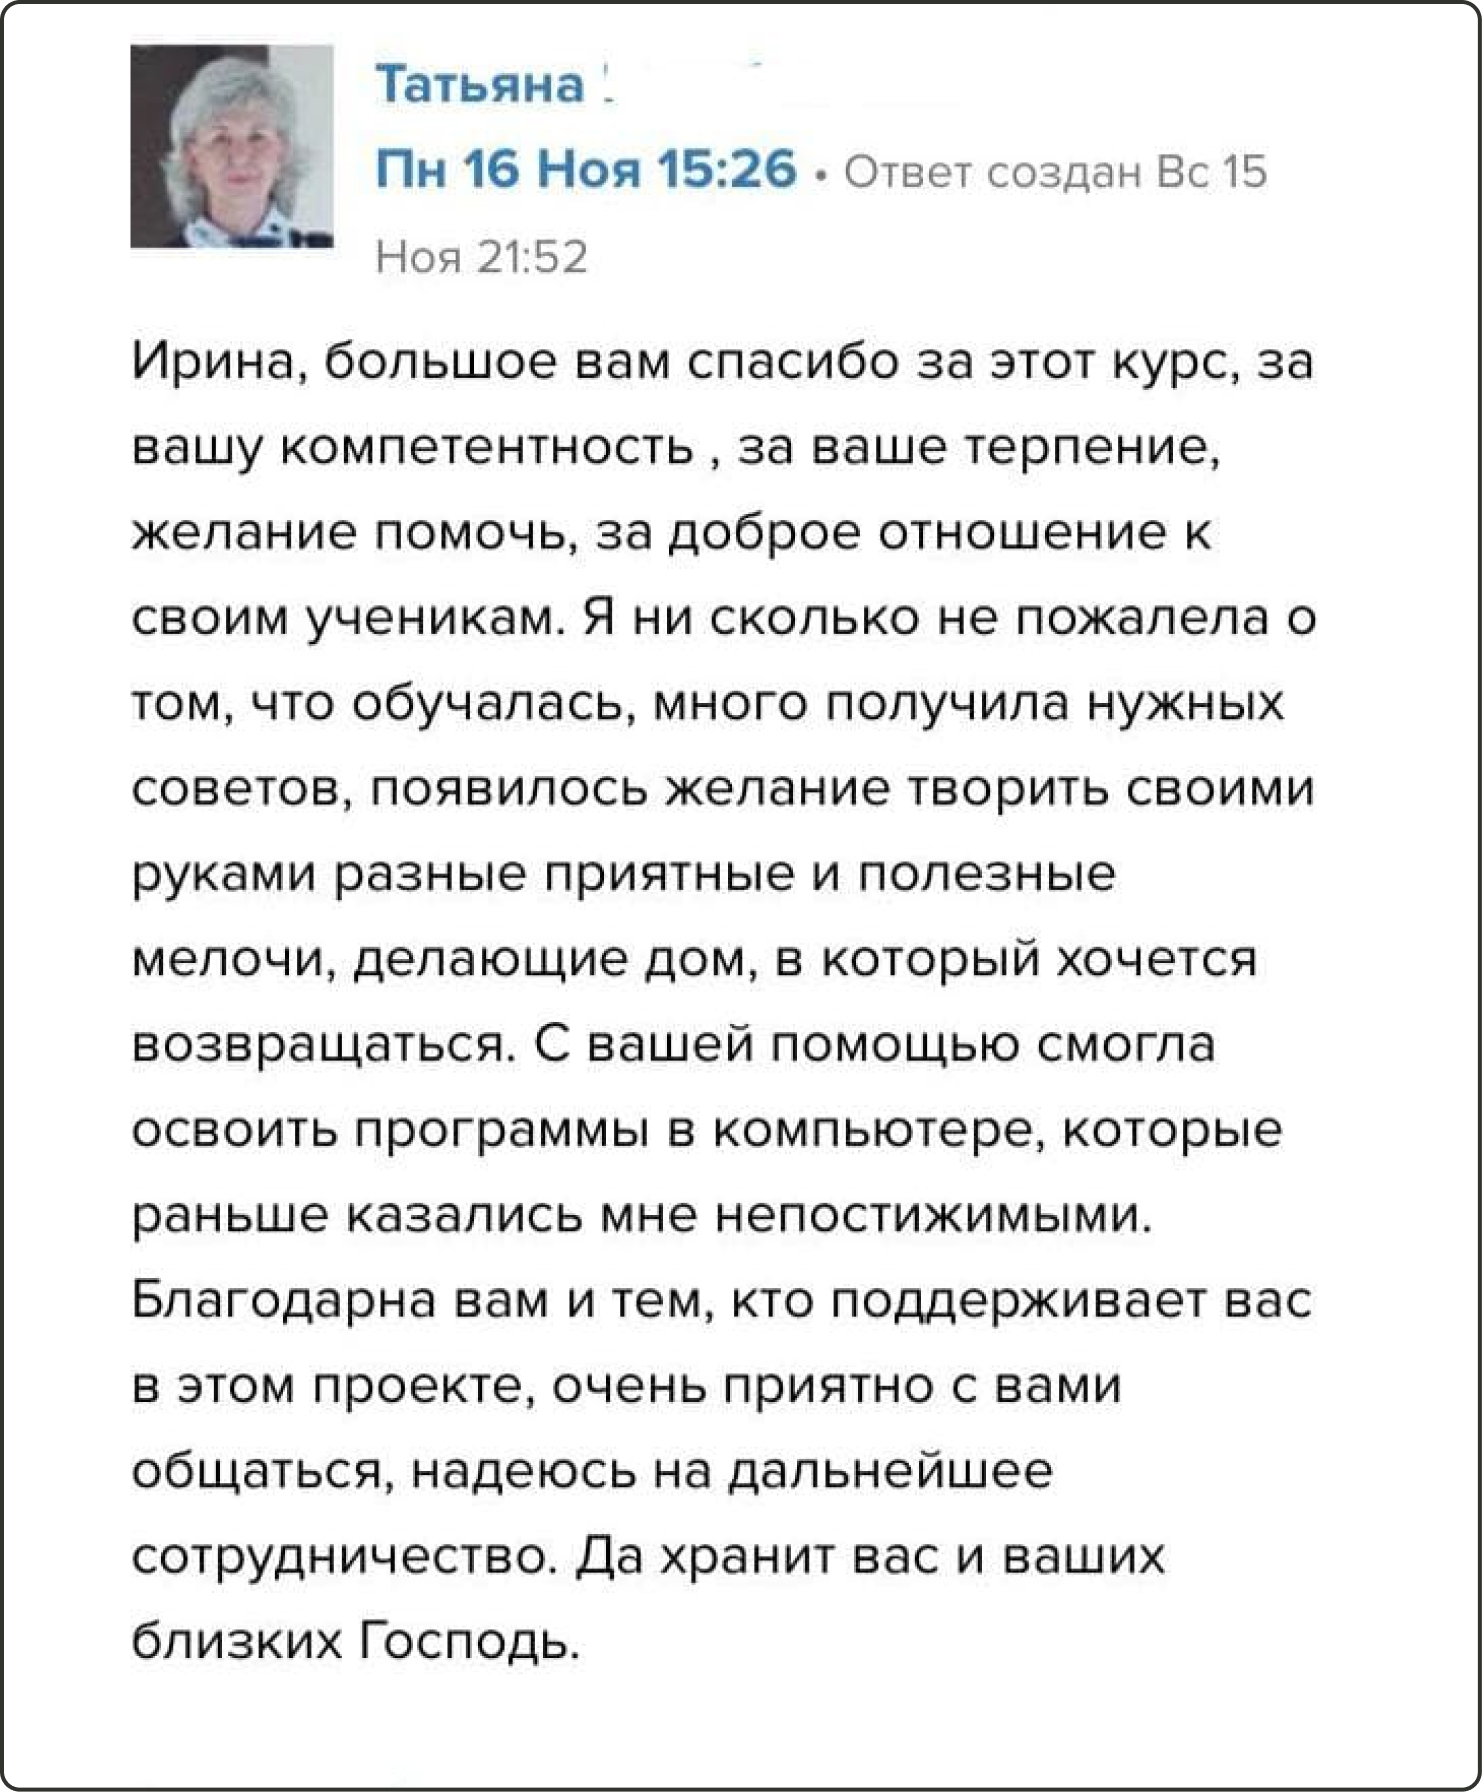 Татьяна
Пн 16 Ноя 15:26 • Ответ создан Вс 15
Ноя 21:52
Ирина, большое вам спасибо за этот курс, за
вашу компетентность , за ваше терпение,
желание помочь, за доброе отношение к
своим ученикам. Я ни сколько не пожалела о
том, что обучалась, много получила нужных
советов, появилось желание творить своими
руками разные приятные и полезные
мелочи, делающие дом, в который хочется
возвращаться. С вашей помощью смогла
освоить программы в компьютере, которые
раньше казались мне непостижимыми.
Благодарна вам и тем, кто поддерживает вас
в этом проекте, очень приятно с вами
общаться, надеюсь на дальнейшее
сотрудничество. Да хранит вас и ваших
близких Господь.